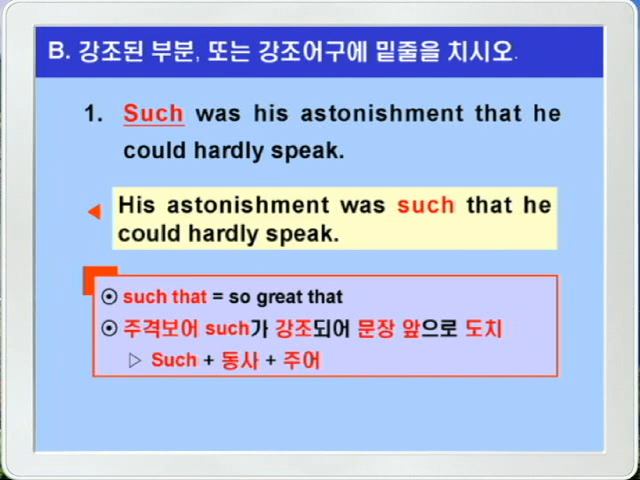 B. 강조된 부분, 또는 강조어구에 밑줄을 치시오.
1. Such was his astonishment that he
could hardly speak.
His astonishment was such that he
could hardly speak.
such that = so great that
주격보어 such가 강조되어 문장 앞으로 도치
Such + 동사 + 주어